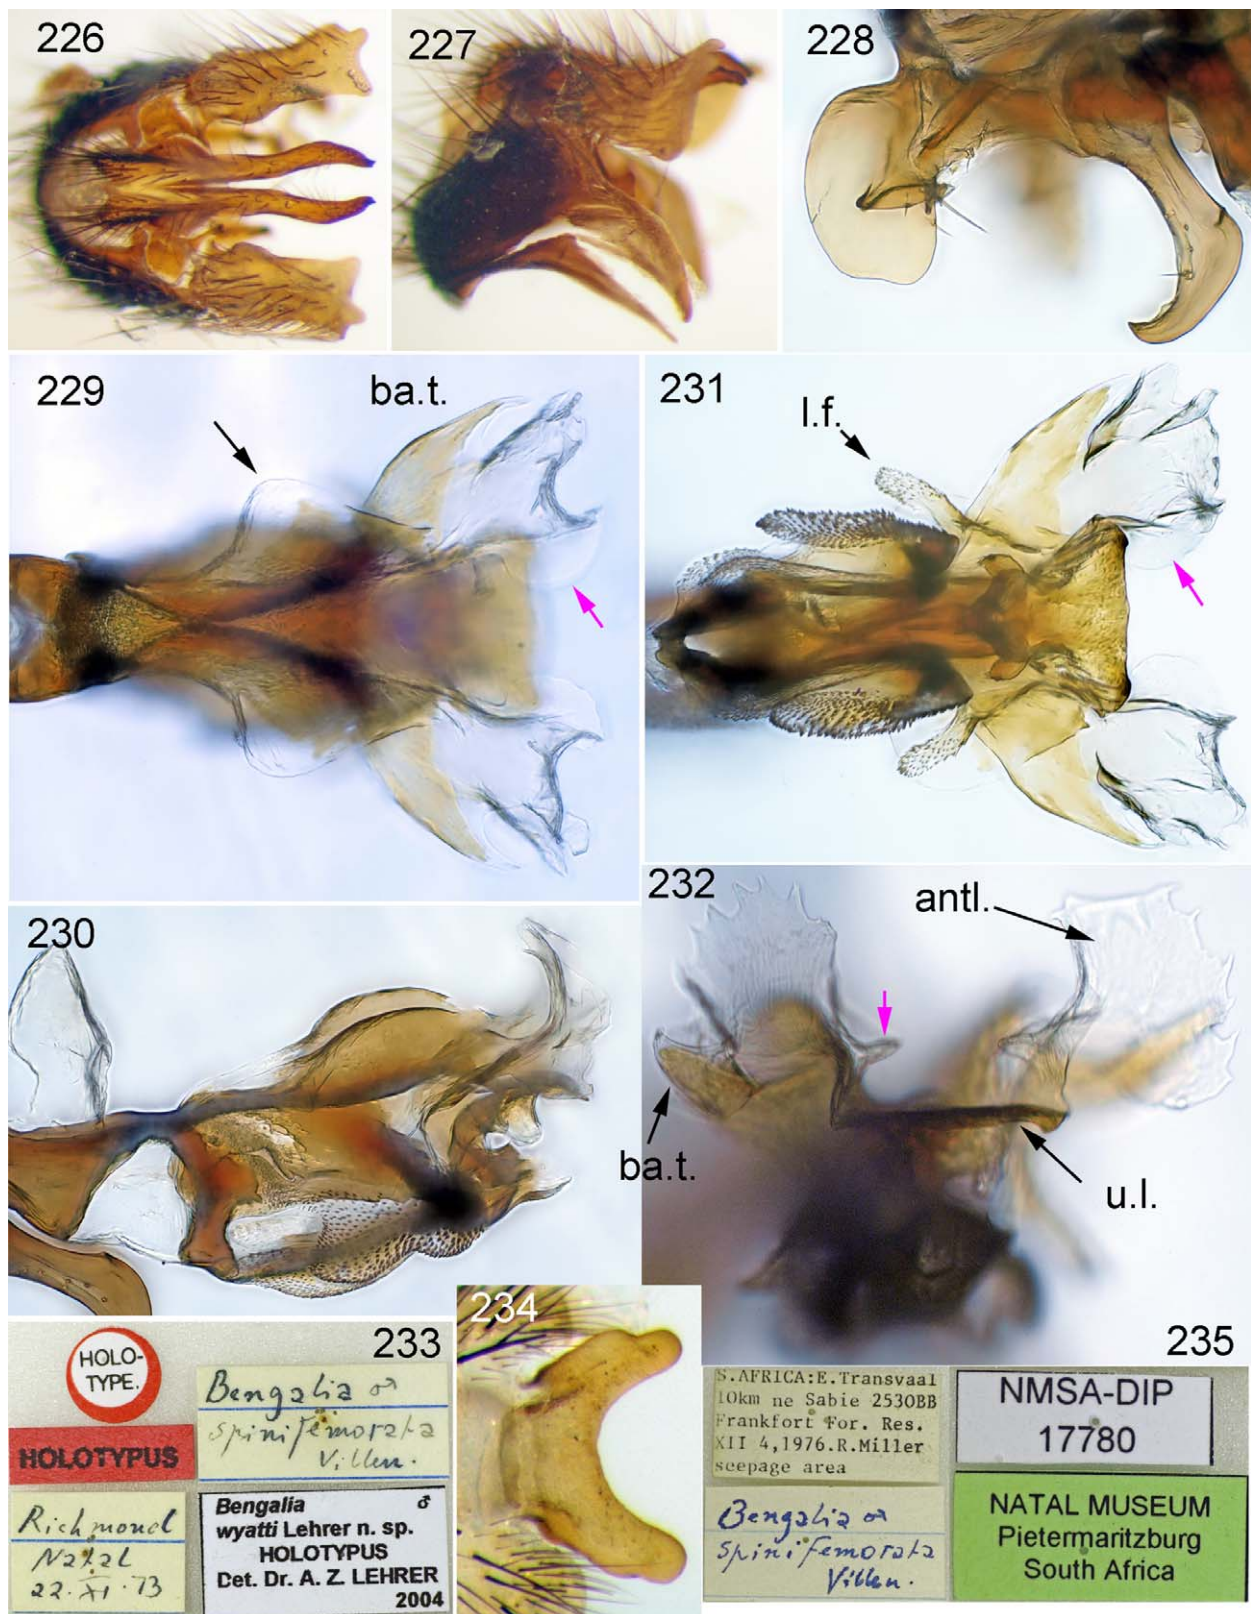 226
227
228
229
ba.t.
231
l.f.
230
232
antl.
ba.t.
u.l.
233
HOLO-
TYPE.
HOLOTYPUS
Bengalia ♂
spinifemorata
Villen.
Richmond
Natal
22.XI.73
Bengalia ♂
wyatti Lehrer n. sp.
HOLOTYPUS
Det. Dr. A. Z. LEHRER
2004
234
235
S.AFRICA:E.Transvaal
10km ne Sabie 2530BB
Frankfort For. Res.
XII 4,1976.R.Miller
seepage area
Bengalia ♂
spinifemorata
Villen.
NMSA-DIP
17780
NATAL MUSEUM
Pietermaritzburg
South Africa